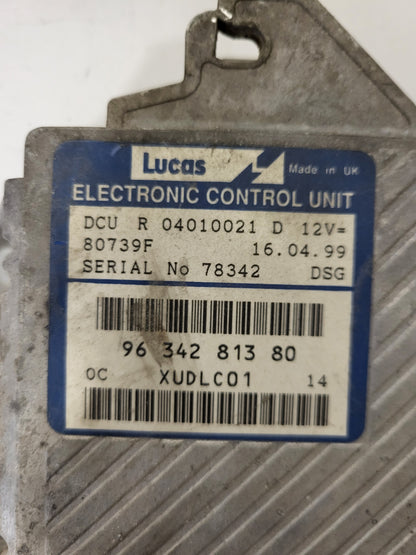 Lucas Made in UK
ELECTRONIC CONTROL UNIT
DCU R 04010021 D 12V=
80739F 16.04.99
SERIAL No 78342 DSG
96 342 813 80
OC XUDLC01 14